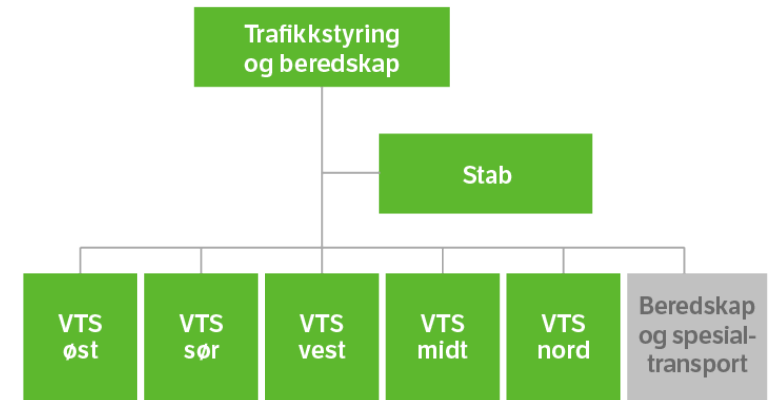 Trafikkstyring
og beredskap
Stab
VTS
øst
VTS
sør
VTS
vest
VTS
midt
VTS
nord
Beredskap
og spesial-
transport